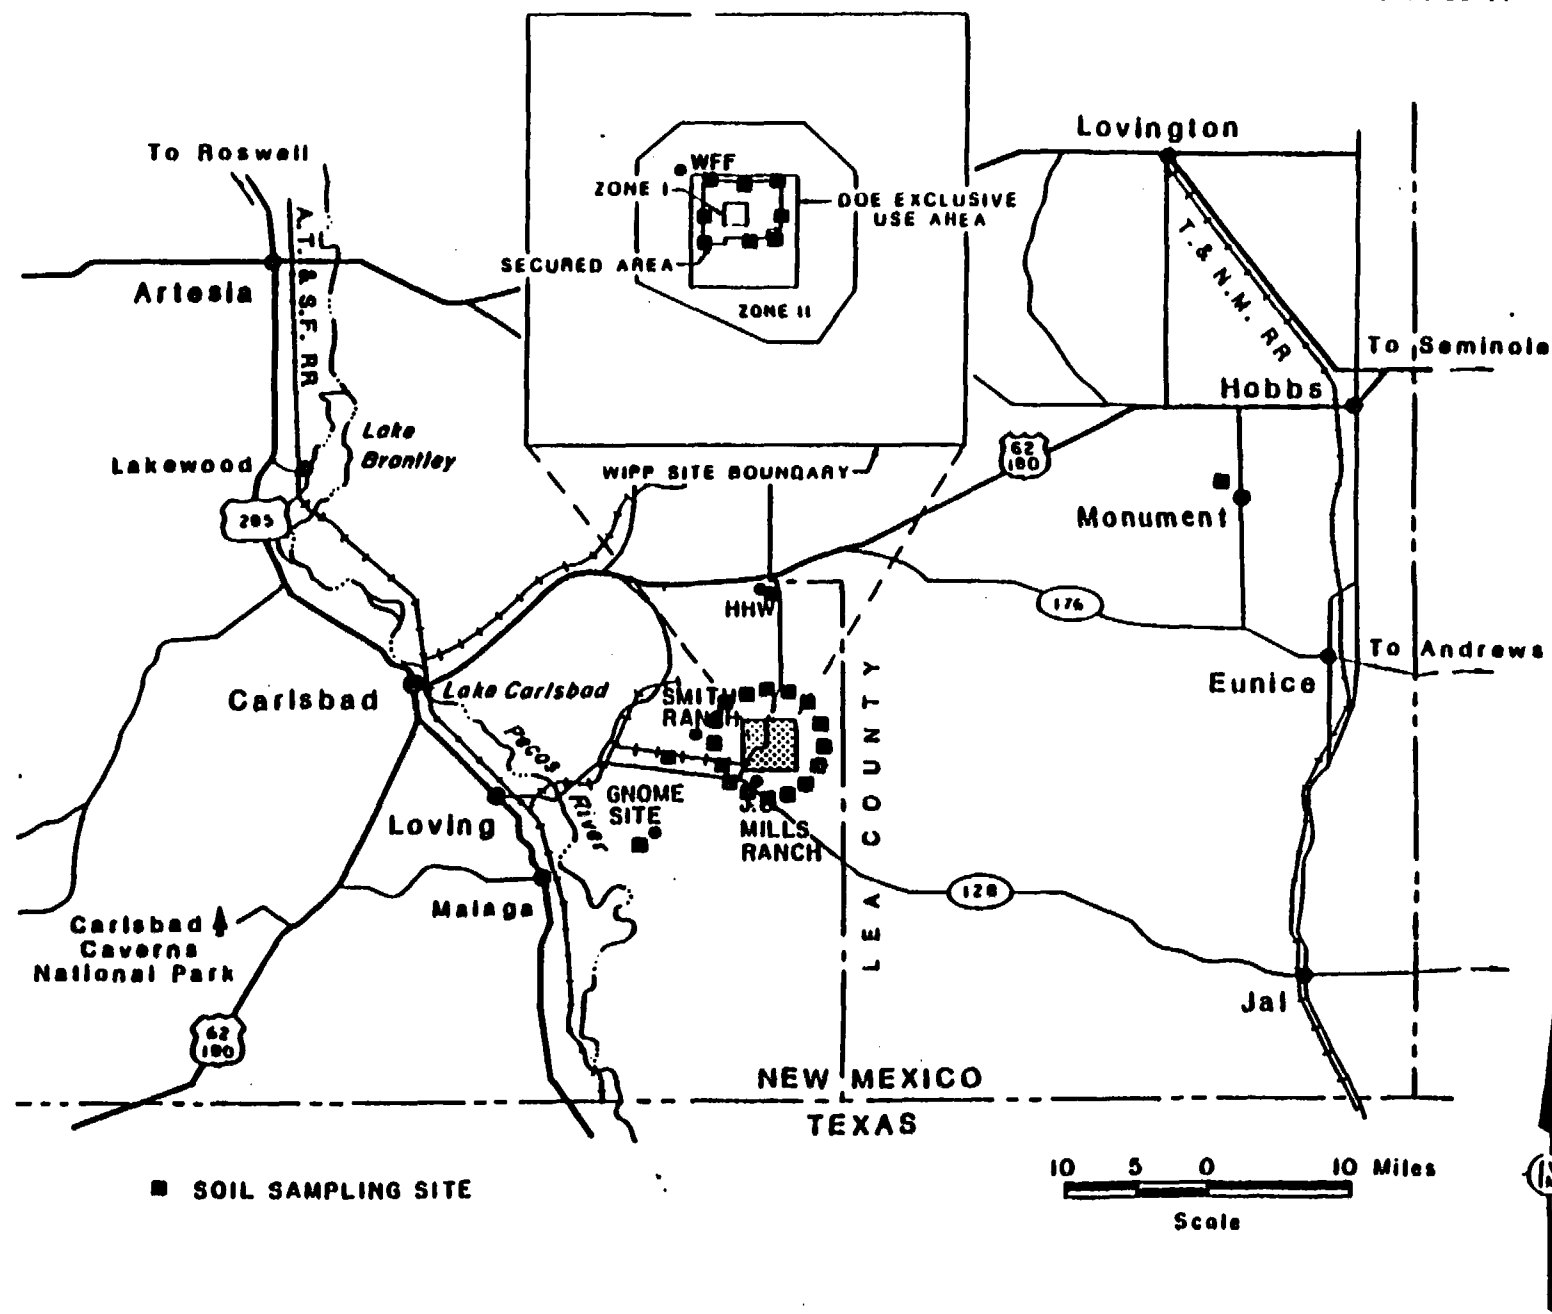 Lovington
To Roswell
WFF
ZONE I
DOE EXCLUSIVE
USE AREA
A.T. & S.F. RR
T. & N.M. RR
SECURED AREA
Artesia
ZONE II
To Seminole
Hobbs
Lake
Brantley
Lakewood
WIPP SITE BOUNDARY
62
180
285
Monument
HHW
176
To Andrews
Eunice
Carlsbad
Lake Carlsbad
SMITH
RANCH
Pecos
River
LEA COUNTY
GNOME
SITE
Loving
MILLS
RANCH
128
Malaga
Carlsbad
Caverns
National Park
Jal
62
180
NEW MEXICO
TEXAS
10 5 0 10 Miles
Scale
SOIL SAMPLING SITE